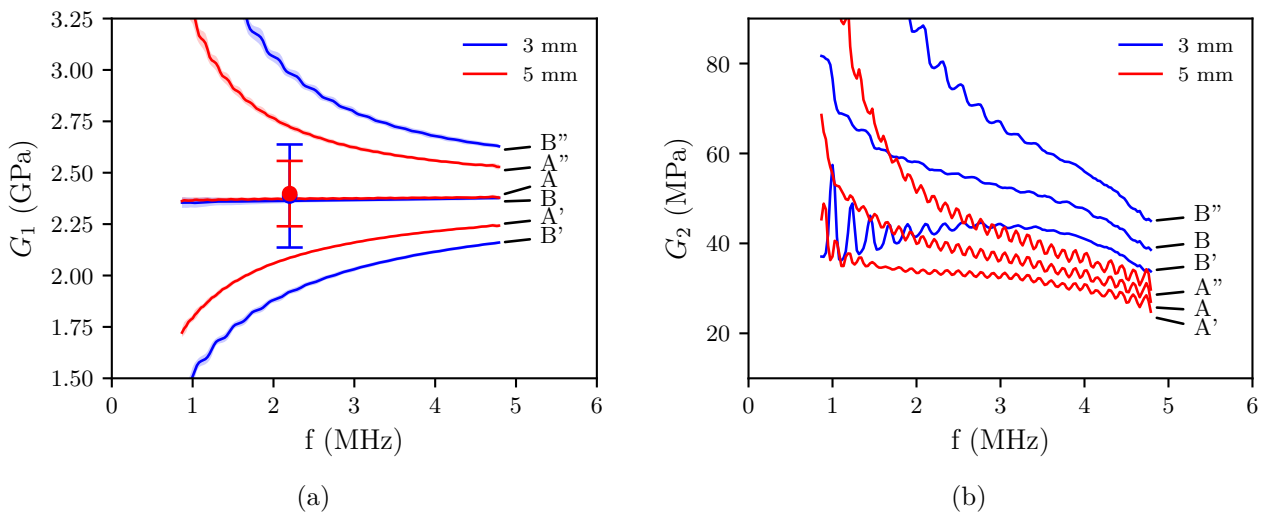 3.25
3.00
2.75
2.50
2.25
2.00
1.75
1.50
G₁ (GPa)
3 mm
5 mm
B”
A”
A
B
A’
B’
0 1 2 3 4 5 6
f (MHz)
(a)
80
60
40
20
G₂ (MPa)
3 mm
5 mm
B”
B
B’
A”
A
A’
0 1 2 3 4 5 6
f (MHz)
(b)